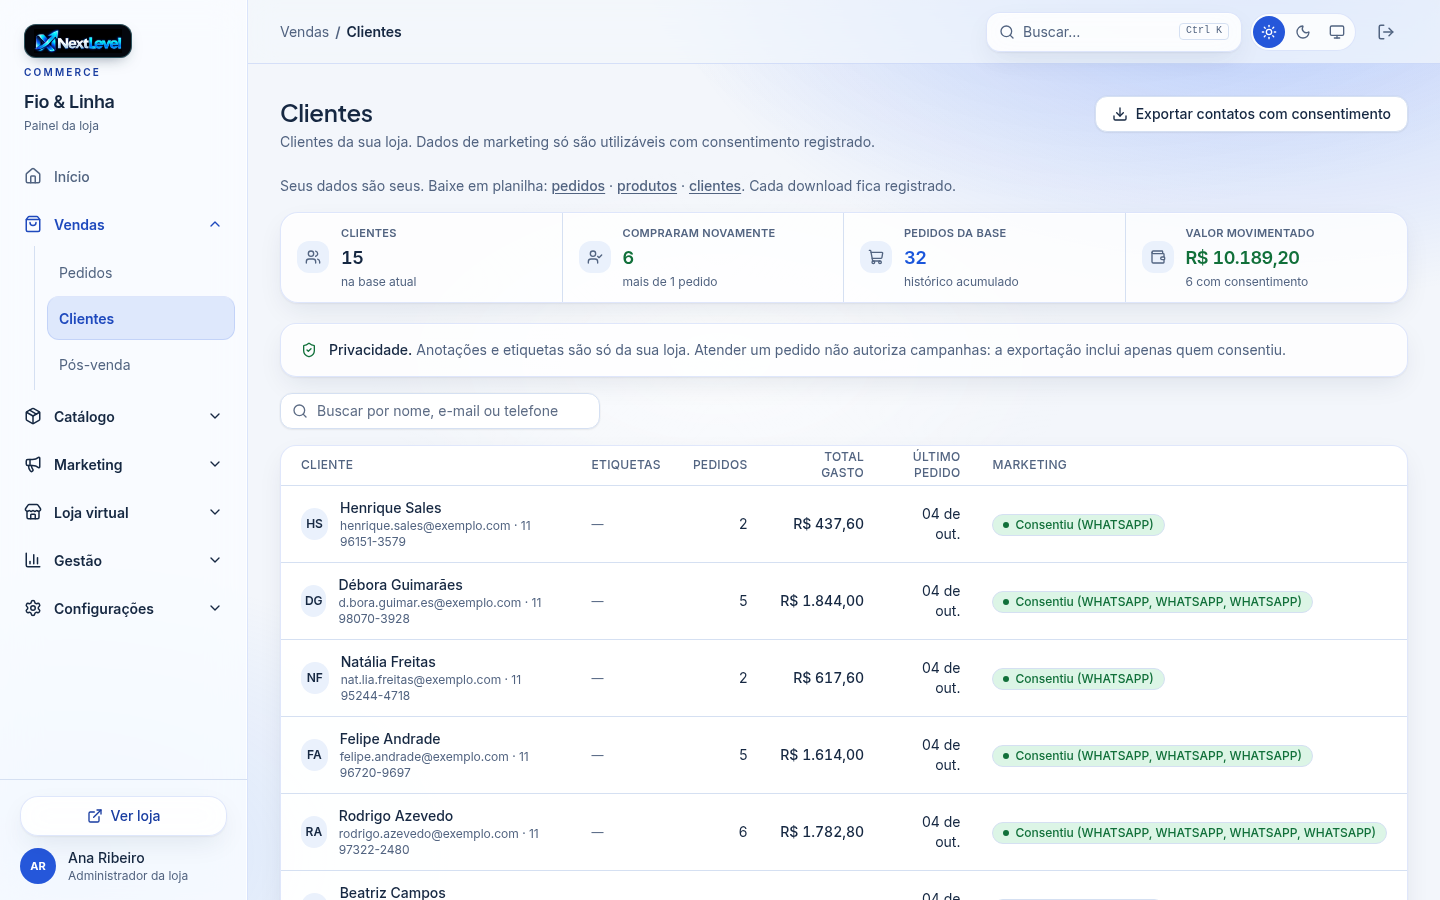 NextLevel
COMMERCE
Fio & Linha
Painel da loja
Início
Vendas
Pedidos
Clientes
Pós-venda
Catálogo
Marketing
Loja virtual
Gestão
Configurações
Ver loja
AR
Ana Ribeiro
Administrador da loja
Vendas / Clientes
Buscar...
Ctrl K
Clientes
Exportar contatos com consentimento
Clientes da sua loja. Dados de marketing só são utilizáveis com consentimento registrado.
Seus dados são seus. Baixe em planilha: pedidos · produtos · clientes. Cada download fica registrado.
CLIENTES
15
na base atual
COMPRARAM NOVAMENTE
6
mais de 1 pedido
PEDIDOS DA BASE
32
histórico acumulado
VALOR MOVIMENTADO
R$ 10.189,20
6 com consentimento
Privacidade. Anotações e etiquetas são só da sua loja. Atender um pedido não autoriza campanhas: a exportação inclui apenas quem consentiu.
Buscar por nome, e-mail ou telefone
CLIENTE ETIQUETAS PEDIDOS TOTAL GASTO ÚLTIMO PEDIDO MARKETING
HS
Henrique Sales
henrique.sales@exemplo.com · 11
96151-3579
— 2 R$ 437,60 04 de out. Consentiu (WHATSAPP)
DG
Débora Guimarães
d.bora.guimar.es@exemplo.com · 11
98070-3928
— 5 R$ 1.844,00 04 de out. Consentiu (WHATSAPP, WHATSAPP, WHATSAPP)
NF
Natália Freitas
nat.lia.freitas@exemplo.com · 11
95244-4718
— 2 R$ 617,60 04 de out. Consentiu (WHATSAPP)
FA
Felipe Andrade
felipe.andrade@exemplo.com · 11
96720-9697
— 5 R$ 1.614,00 04 de out. Consentiu (WHATSAPP, WHATSAPP, WHATSAPP)
RA
Rodrigo Azevedo
rodrigo.azevedo@exemplo.com · 11
97322-2480
— 6 R$ 1.782,80 04 de out. Consentiu (WHATSAPP, WHATSAPP, WHATSAPP, WHATSAPP)
Beatriz Campos
04 de